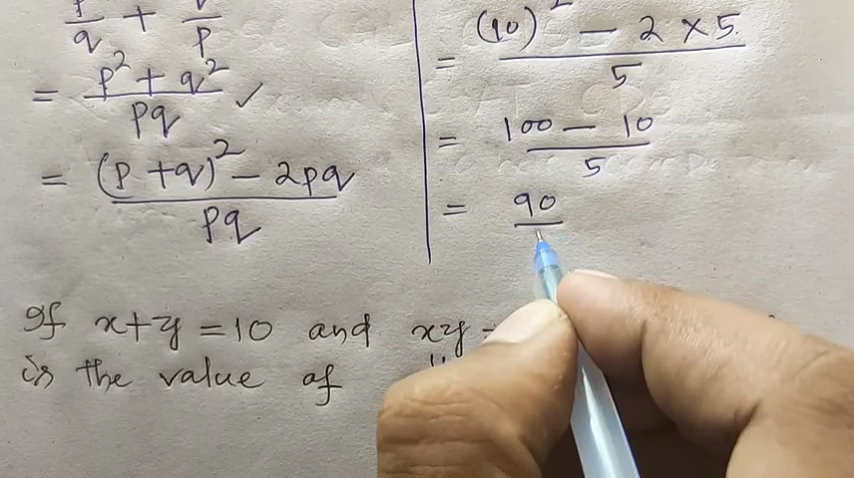 p/q + q/p
= p² + q² / pq ✓
= (p + q)² – 2pq / pq
= (10)² – 2 × 5 / 5
= 100 – 10 / 5
= 90
If x+y = 10 and xy
is the value of